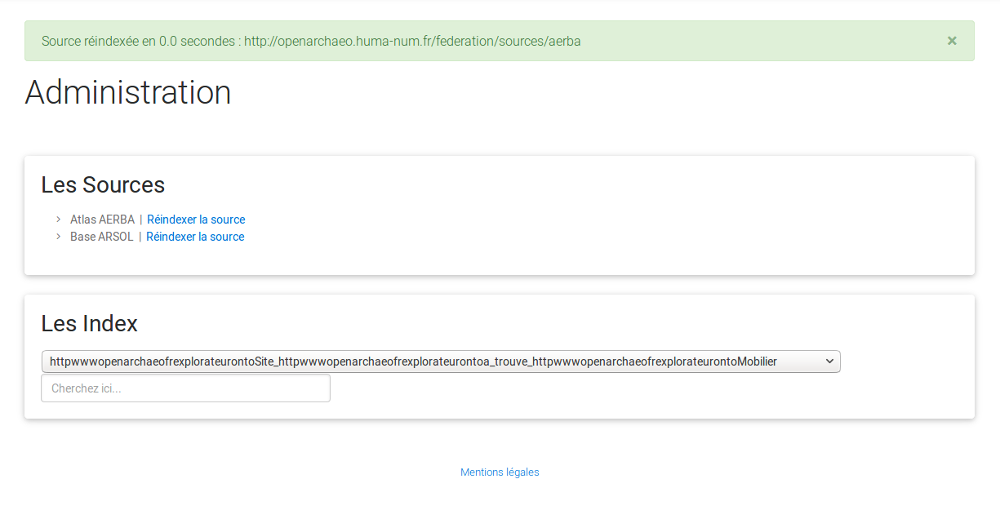 Source réindexée en 0.0 secondes : http://openarchaeo.huma-num.fr/federation/sources/aerba ×
Administration
Les Sources
Atlas AERBA | Réindexer la source
Base ARSOL | Réindexer la source
Les Index
httpwwwopenarchaeofrexplorateurontoSite_httpwwwopenarchaeofrexplorateurontoa_trouve_httpwwwopenarchaeofrexplorateurontoMobilier
Cherchez ici...
Mentions légales